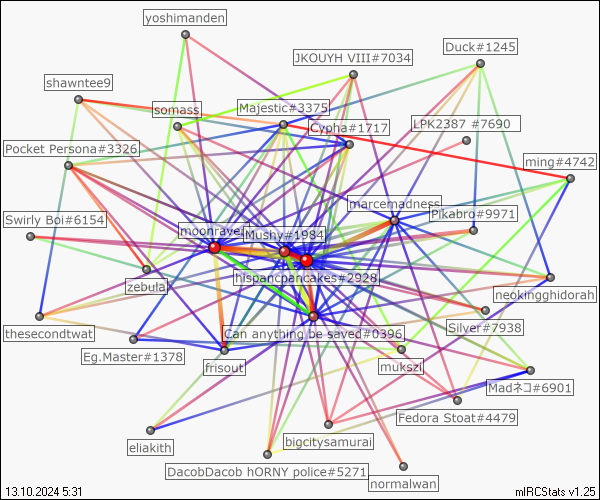 yoshimanden
Duck#1245
JKOUYH VIII#7034
shawntee9
somass
Majestic#3375
Cypha#1717
LPK2387 #7690
Pocket Persona#3326
ming#4742
marcemadness
Swirly Boi#6154
Pikabro#9971
moonrave
Mushy#1984
hispancpancakes#2928
zebula
neokingghidorah
thesecondtwat
Can anything be saved#0396
Silver#7938
Eg.Master#1378
frisout
mukszi
Madネコ#6901
Fedora Stoat#4479
eliakith
bigcitysamurai
DacobDacob hORNY police#5271
normalwan
13.10.2024 5:31
mIRCStats v1.25